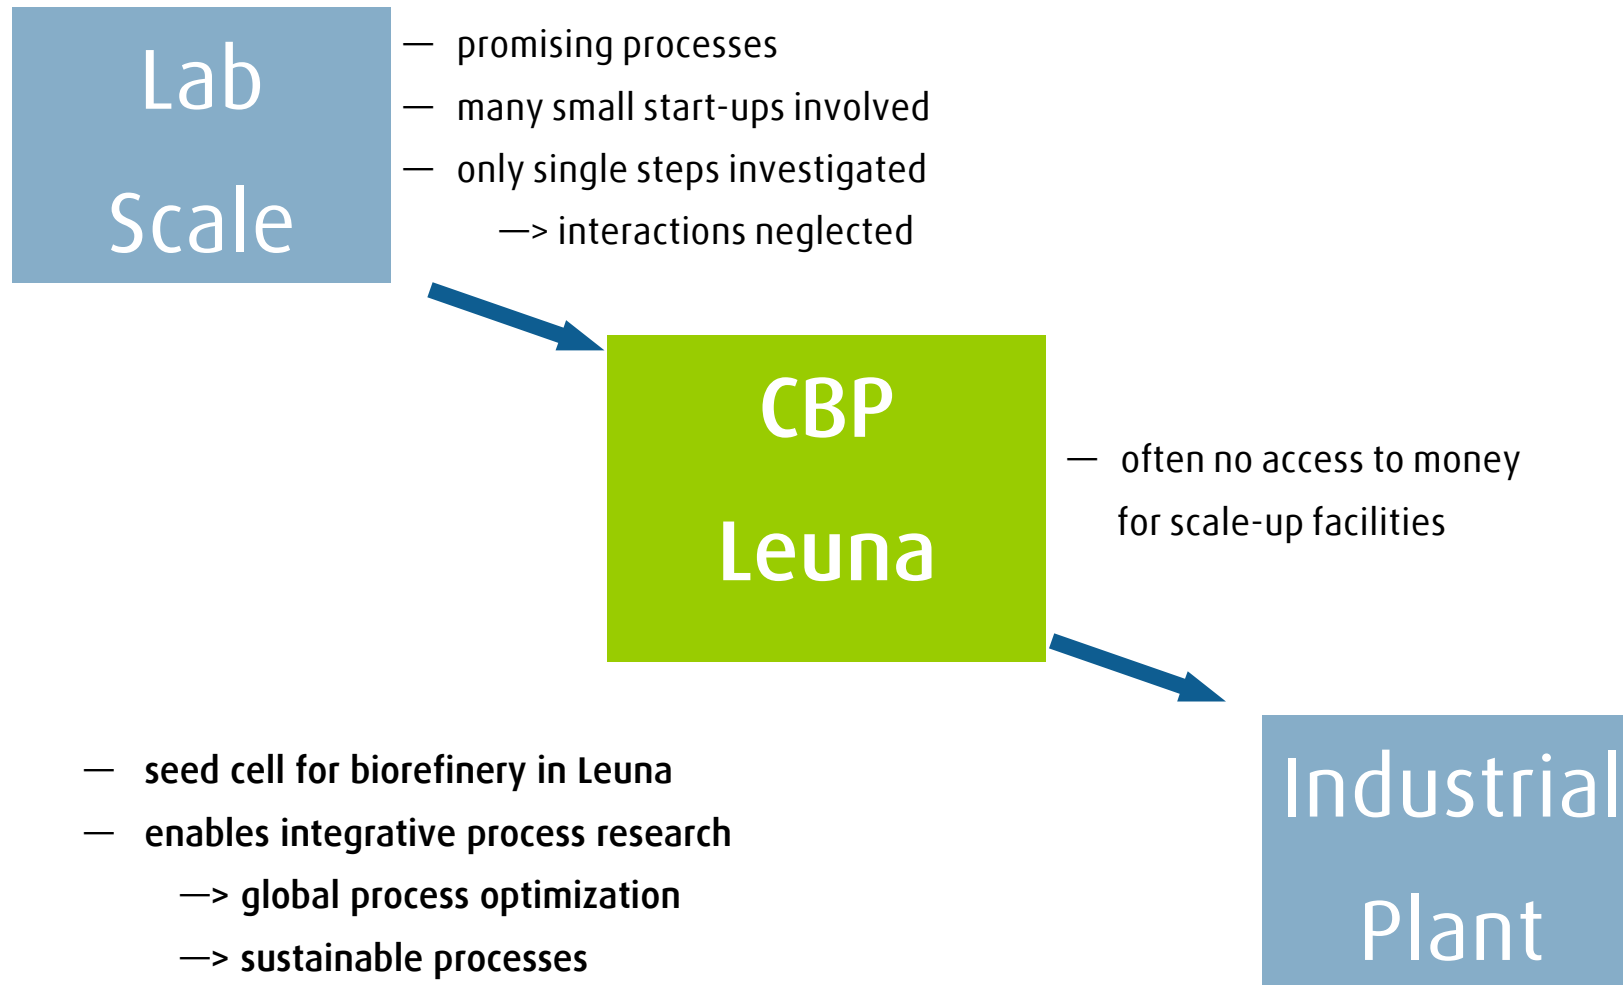 Lab
Scale
— promising processes
— many small start-ups involved
— only single steps investigated
—> interactions neglected
CBP
Leuna
— often no access to money
for scale-up facilities
— seed cell for biorefinery in Leuna
— enables integrative process research
—> global process optimization
—> sustainable processes
Industrial
Plant